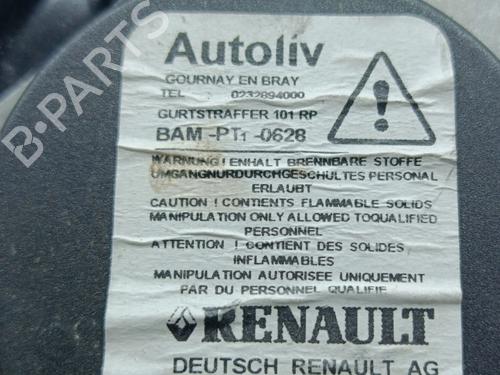 Autoliv
GOURNAY EN BRAY
TEL : 0232894000
GURTSTRAFFER 101 RP
BAM -PT1 -0628
WARNUNG ! ENHALT BRENNBARE STOFFE
UMGANGNURDURCHGESCHULTES PERSONAL
ERLAUBT
CAUTION ! CONTIENTS FLAMMABLE SOLIDS
MANIPULATION ONLY ALLOWED TOQUALIFIED
PERSONNEL
ATTENTION ! CONTIENT DES SOLIDES
INFLAMMABLES
MANIPULATION AUTORISEE UNIQUEMENT
PAR DU PERSONNEL QUALIFIE
RENAULT
DEUTSCH RENAULT AG
B-PARTS